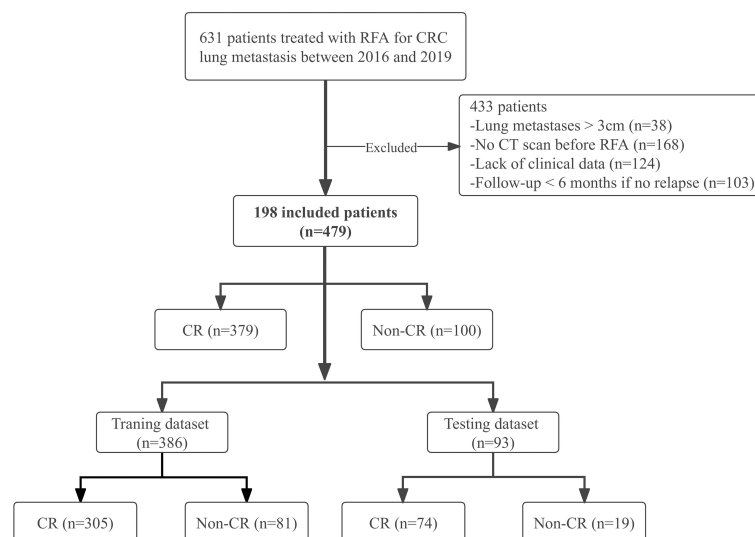 631 patients treated with RFA for CRC
lung metastasis between 2016 and 2019
433 patients
-Lung metastases > 3cm (n=38)
-No CT scan before RFA (n=168)
-Lack of clinical data (n=124)
-Follow-up < 6 months if no relapse (n=103)
Excluded
198 included patients
(n=479)
CR (n=379)
Non-CR (n=100)
Traning dataset
(n=386)
Testing dataset
(n=93)
CR (n=305)
Non-CR (n=81)
CR (n=74)
Non-CR (n=19)